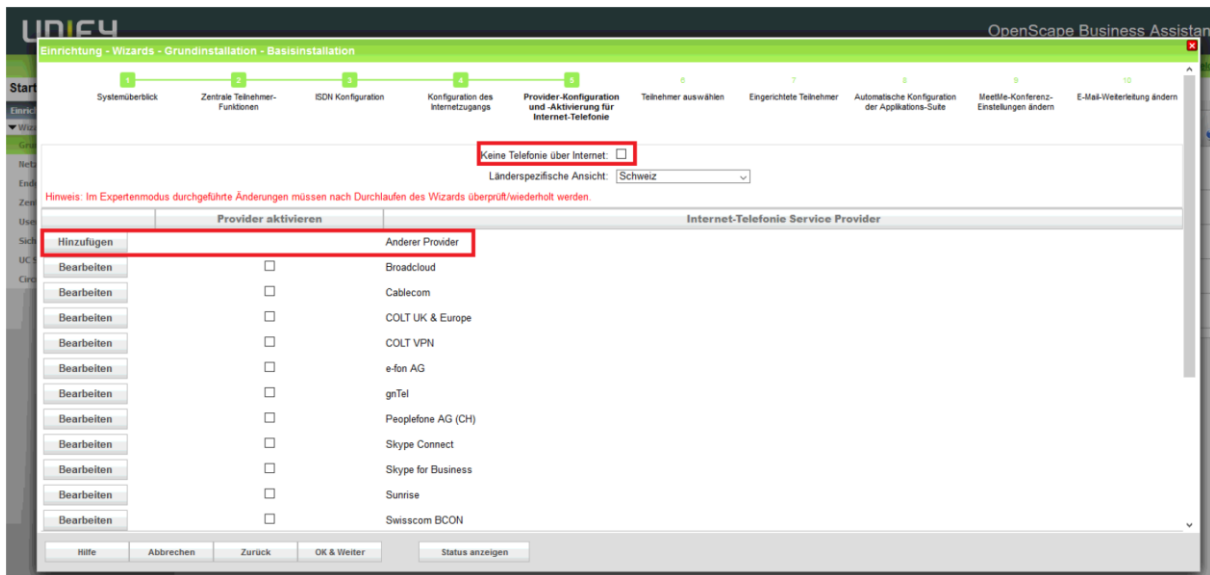 UNIFY
OpenScape Business Assistan
Einrichtung - Wizards - Grundinstallation - Basisinstallation
1
2
3
4
5
6
7
8
9
10
Systemüberblick
Zentrale Teilnehmer-
Funktionen
ISDN Konfiguration
Konfiguration des
Internetzugangs
Provider-Konfiguration
und -Aktivierung für
Internet-Telefonie
Teilnehmer auswählen
Eingerichtete Teilnehmer
Automatische Konfiguration
der Applikations-Suite
MeetMe-Konferenz-
Einstellungen ändern
E-Mail-Weiterleitung ändern
Start
Keine Telefonie über Internet:
Länderspezifische Ansicht: Schweiz
Hinweis: Im Expertenmodus durchgeführte Änderungen müssen nach Durchlaufen des Wizards überprüft/wiederholt werden.
Provider aktivieren Internet-Telefonie Service Provider
Hinzufügen Anderer Provider
Bearbeiten Broadcloud
Bearbeiten Cablecom
Bearbeiten COLT UK & Europe
Bearbeiten COLT VPN
Bearbeiten e-fon AG
Bearbeiten gnTel
Bearbeiten Peoplefone AG (CH)
Bearbeiten Skype Connect
Bearbeiten Skype for Business
Bearbeiten Sunrise
Bearbeiten Swisscom BCON
Hilfe Abbrechen Zurück OK & Weiter Status anzeigen